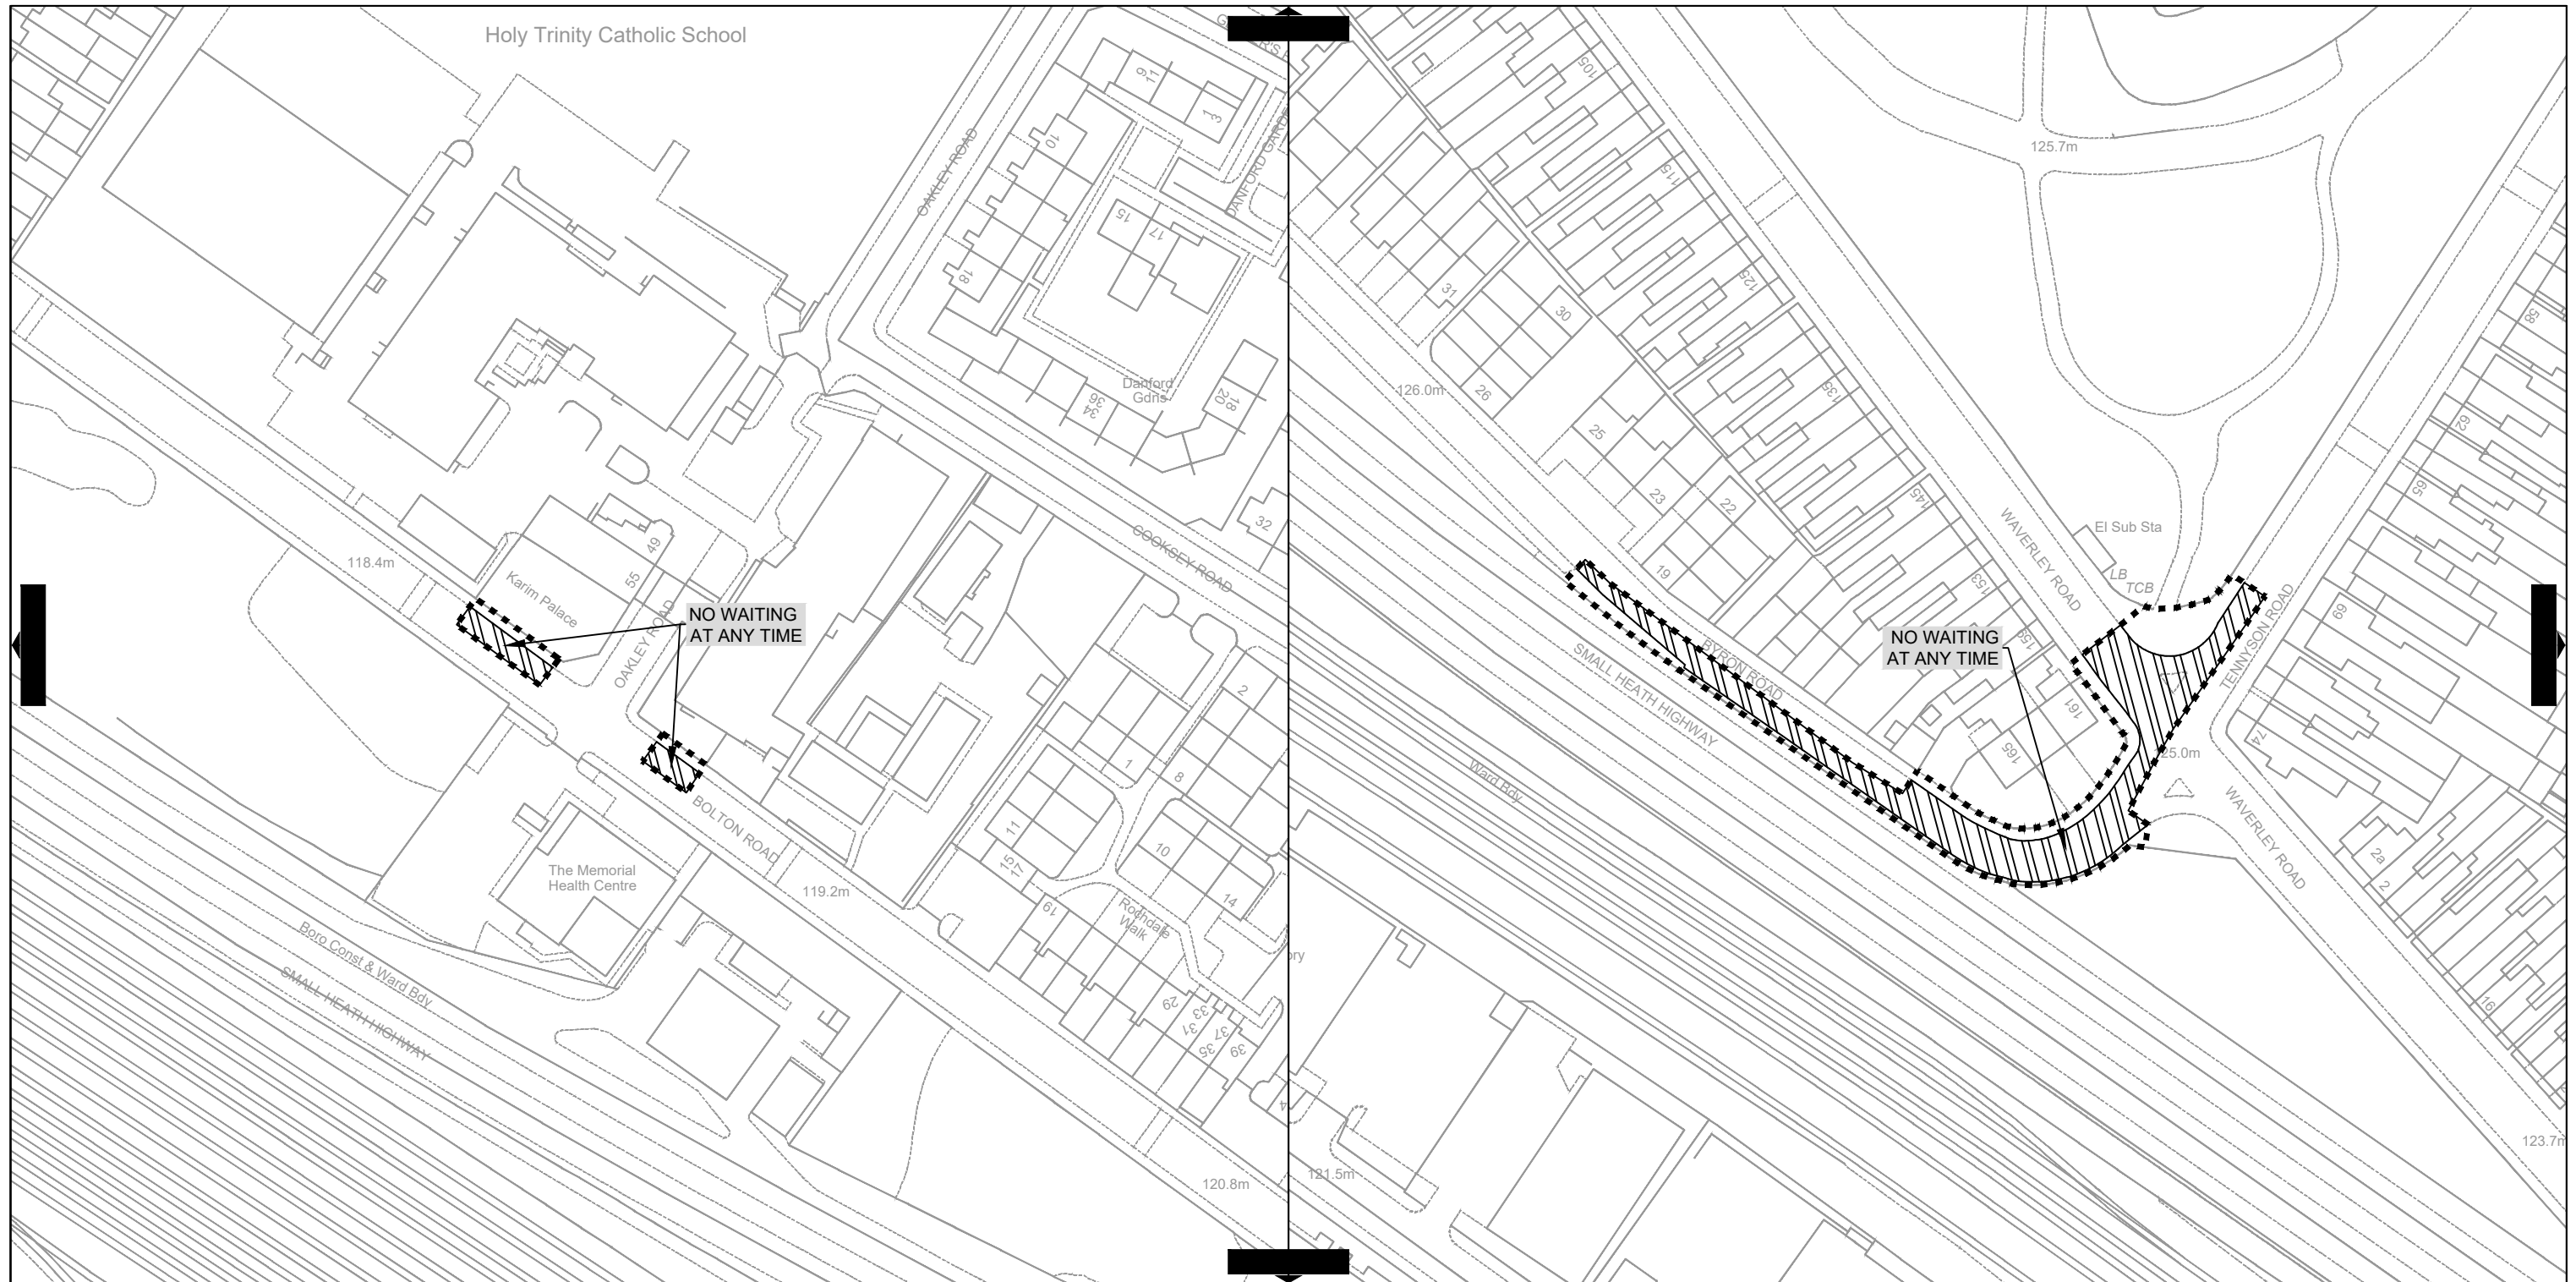 Holy Trinity Catholic School
OAKLEY ROAD
9
11
1
3
10
DANFORD GARDE
15
17
18
Danford
Gdns
36
34
18
20
32
COOKSEY ROAD
118.4m
Karim Palace
49
55
OAKLEY ROAD
NO WAITING
AT ANY TIME
BOLTON ROAD
The Memorial
Health Centre
119.2m
2
1
8
11
10
15
17
19
14
Rochdale
Walk
29
33
31
37
35
39
Boro Const & Ward Bdy
SMALL HEATH HIGHWAY
120.8m
105
115
125
135
145
153
159
161
165
125.7m
31
30
126.0m
26
25
23
22
19
WAVERLEY ROAD
El Sub Sta
LB
TCB
58
62
65
69
74
TENNYSON ROAD
NO WAITING
AT ANY TIME
BYRON ROAD
SMALL HEATH HIGHWAY
Ward Bdy
25.0m
WAVERLEY ROAD
2a
2
16
ory
121.5m
123.7m